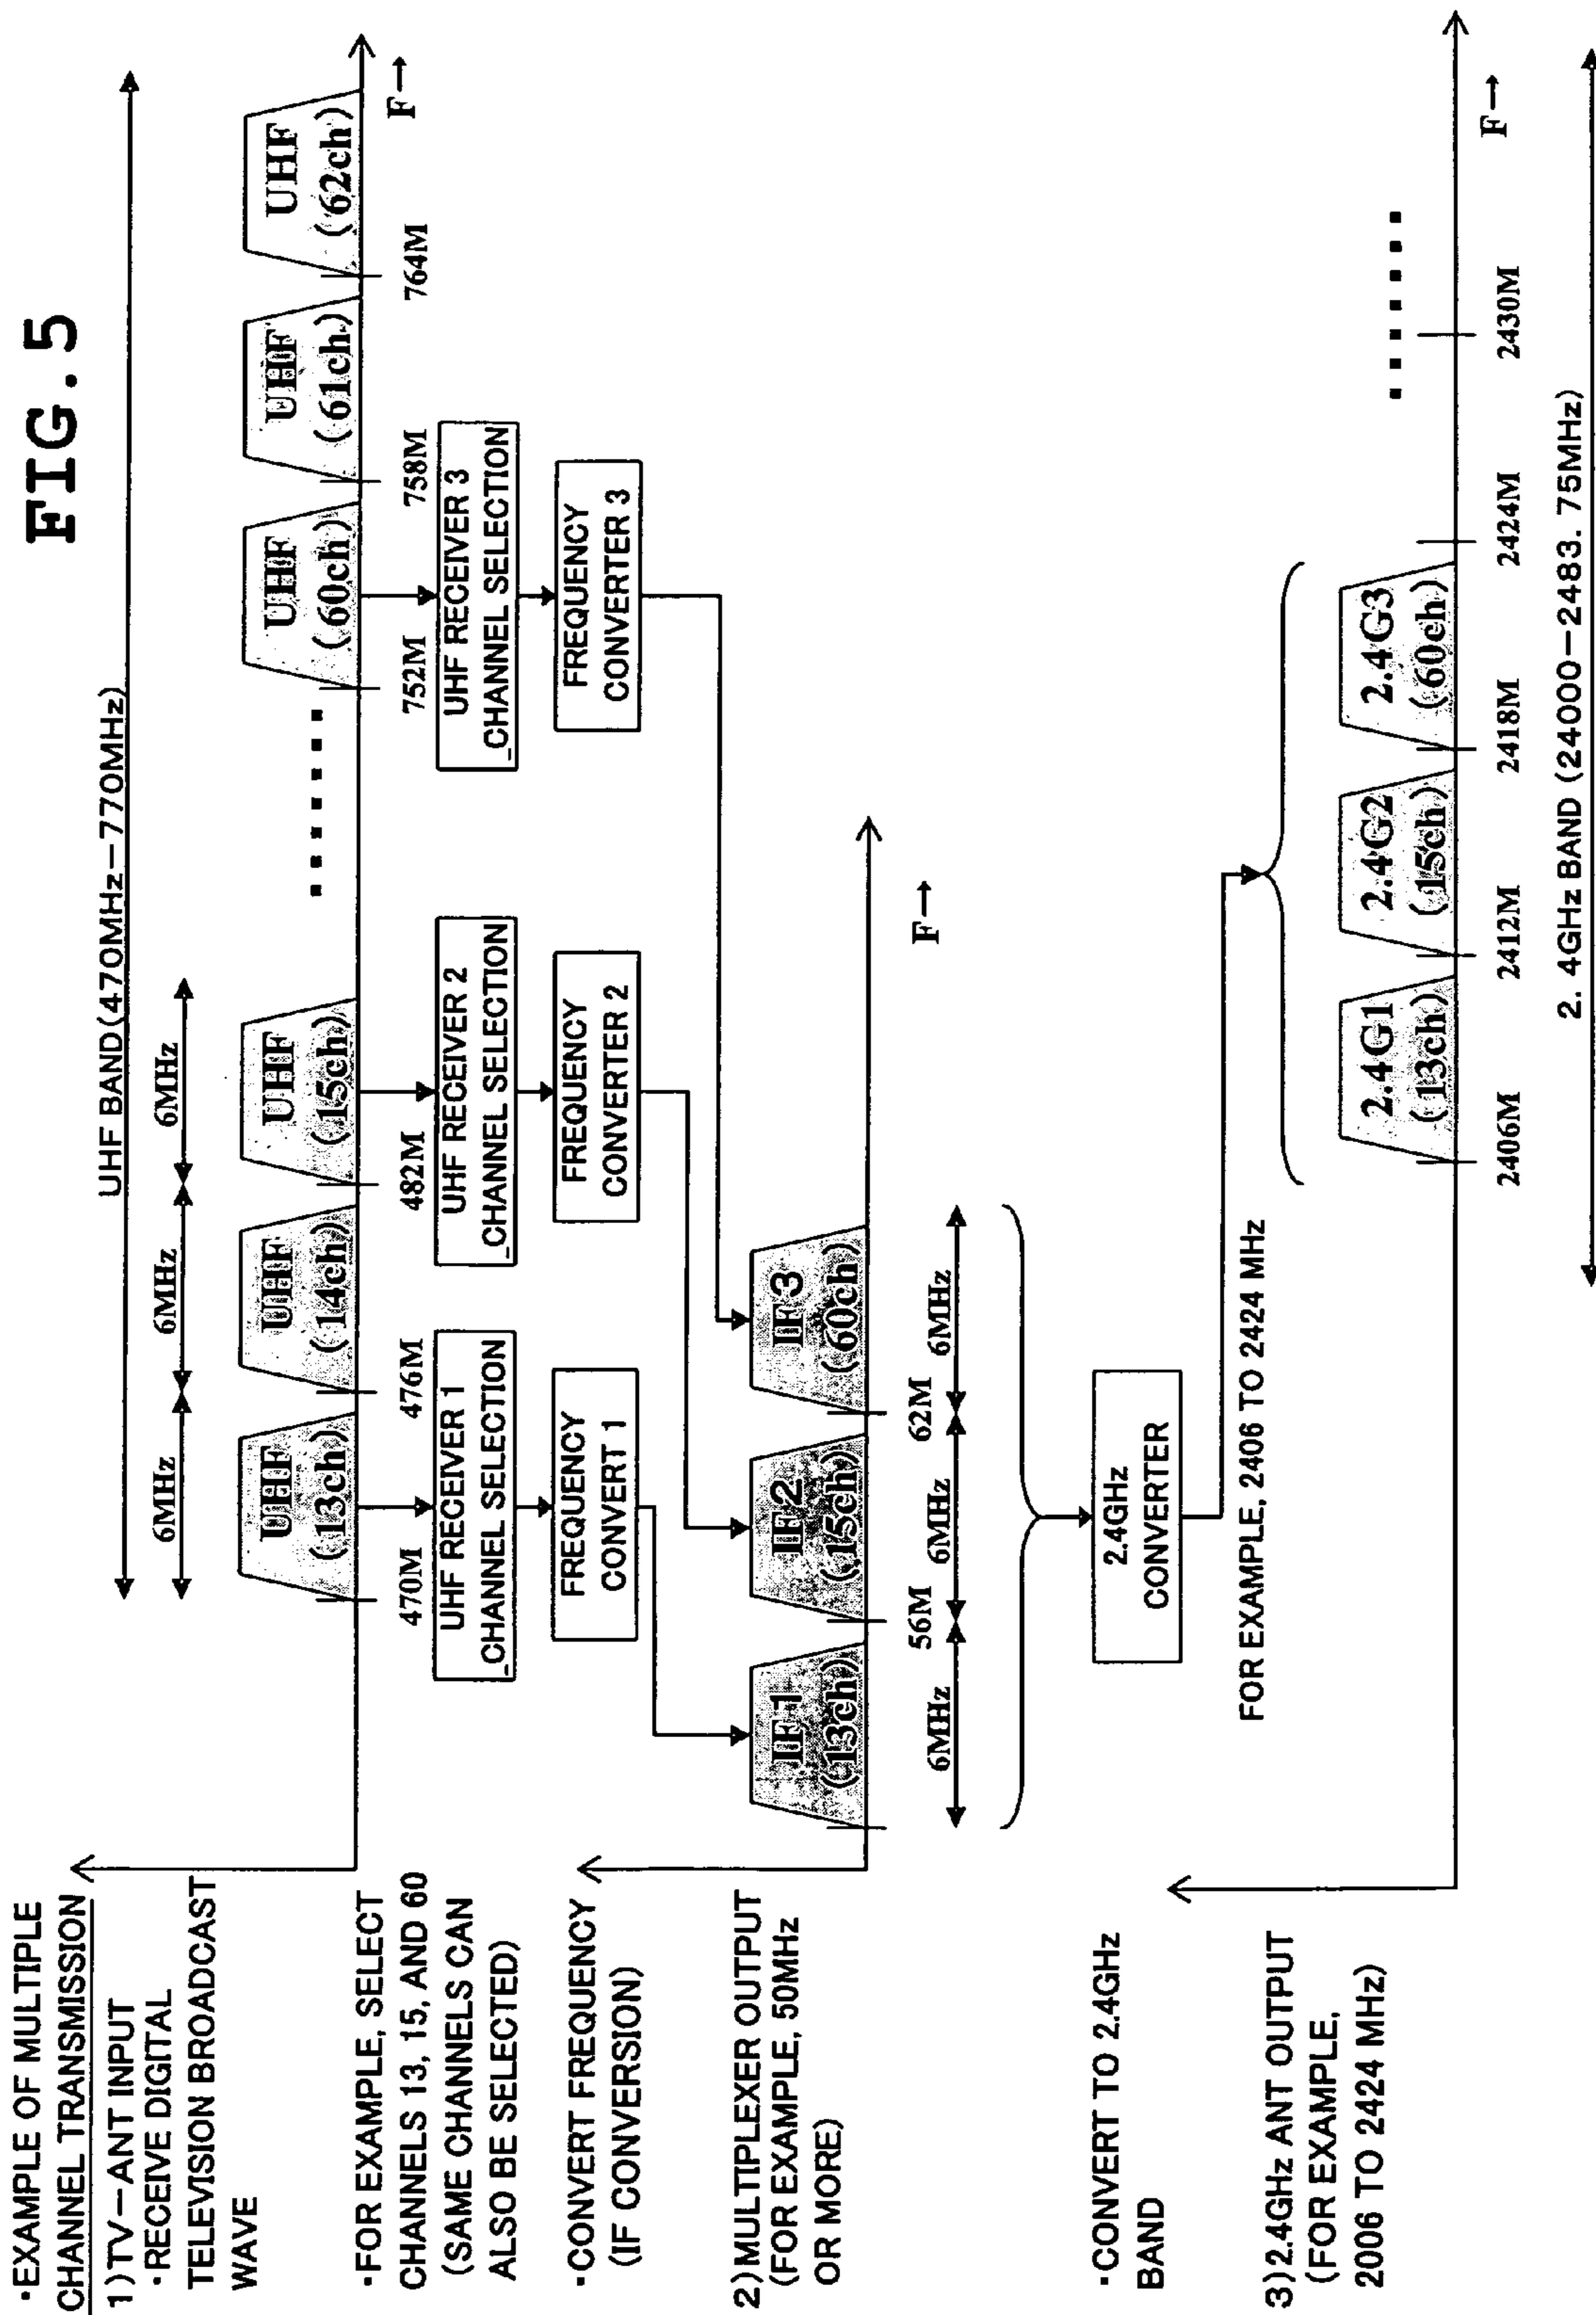 FIG.5
·EXAMPLE OF MULTIPLE
CHANNEL TRANSMISSION
1)TV-ANT INPUT
·RECEIVE DIGITAL
TELEVISION BROADCAST
WAVE
UHF BAND(470MHz-770MHz)
6MHz
6MHz
6MHz
UHF
(13ch)
UHF
(14ch)
UHF
(15ch)
UHF
(60ch)
UHF
(61ch)
UHF
(62ch)
F→
470M
476M
482M
752M
758M
764M
·FOR EXAMPLE, SELECT
CHANNELS 13, 15, AND 60
(SAME CHANNELS CAN
ALSO BE SELECTED)
UHF RECEIVER 1
_CHANNEL SELECTION
UHF RECEIVER 2
_CHANNEL SELECTION
UHF RECEIVER 3
_CHANNEL SELECTION
·CONVERT FREQUENCY
(IF CONVERSION)
FREQUENCY
CONVERT 1
FREQUENCY
CONVERTER 2
FREQUENCY
CONVERTER 3
2)MULTIPLEXER OUTPUT
(FOR EXAMPLE, 50MHz
OR MORE)
IF1
(13ch)
IF2
(15ch)
IF3
(60ch)
F→
56M
62M
6MHz
6MHz
6MHz
·CONVERT TO 2.4GHz
BAND
2.4GHz
CONVERTER
FOR EXAMPLE, 2406 TO 2424 MHz
3)2.4GHz ANT OUTPUT
(FOR EXAMPLE,
2006 TO 2424 MHz)
2.4G1
(13ch)
2.4G2
(15ch)
2.4G3
(60ch)
F→
2406M
2412M
2418M
2424M
2430M
2. 4GHz BAND (24000-2483. 75MHz)